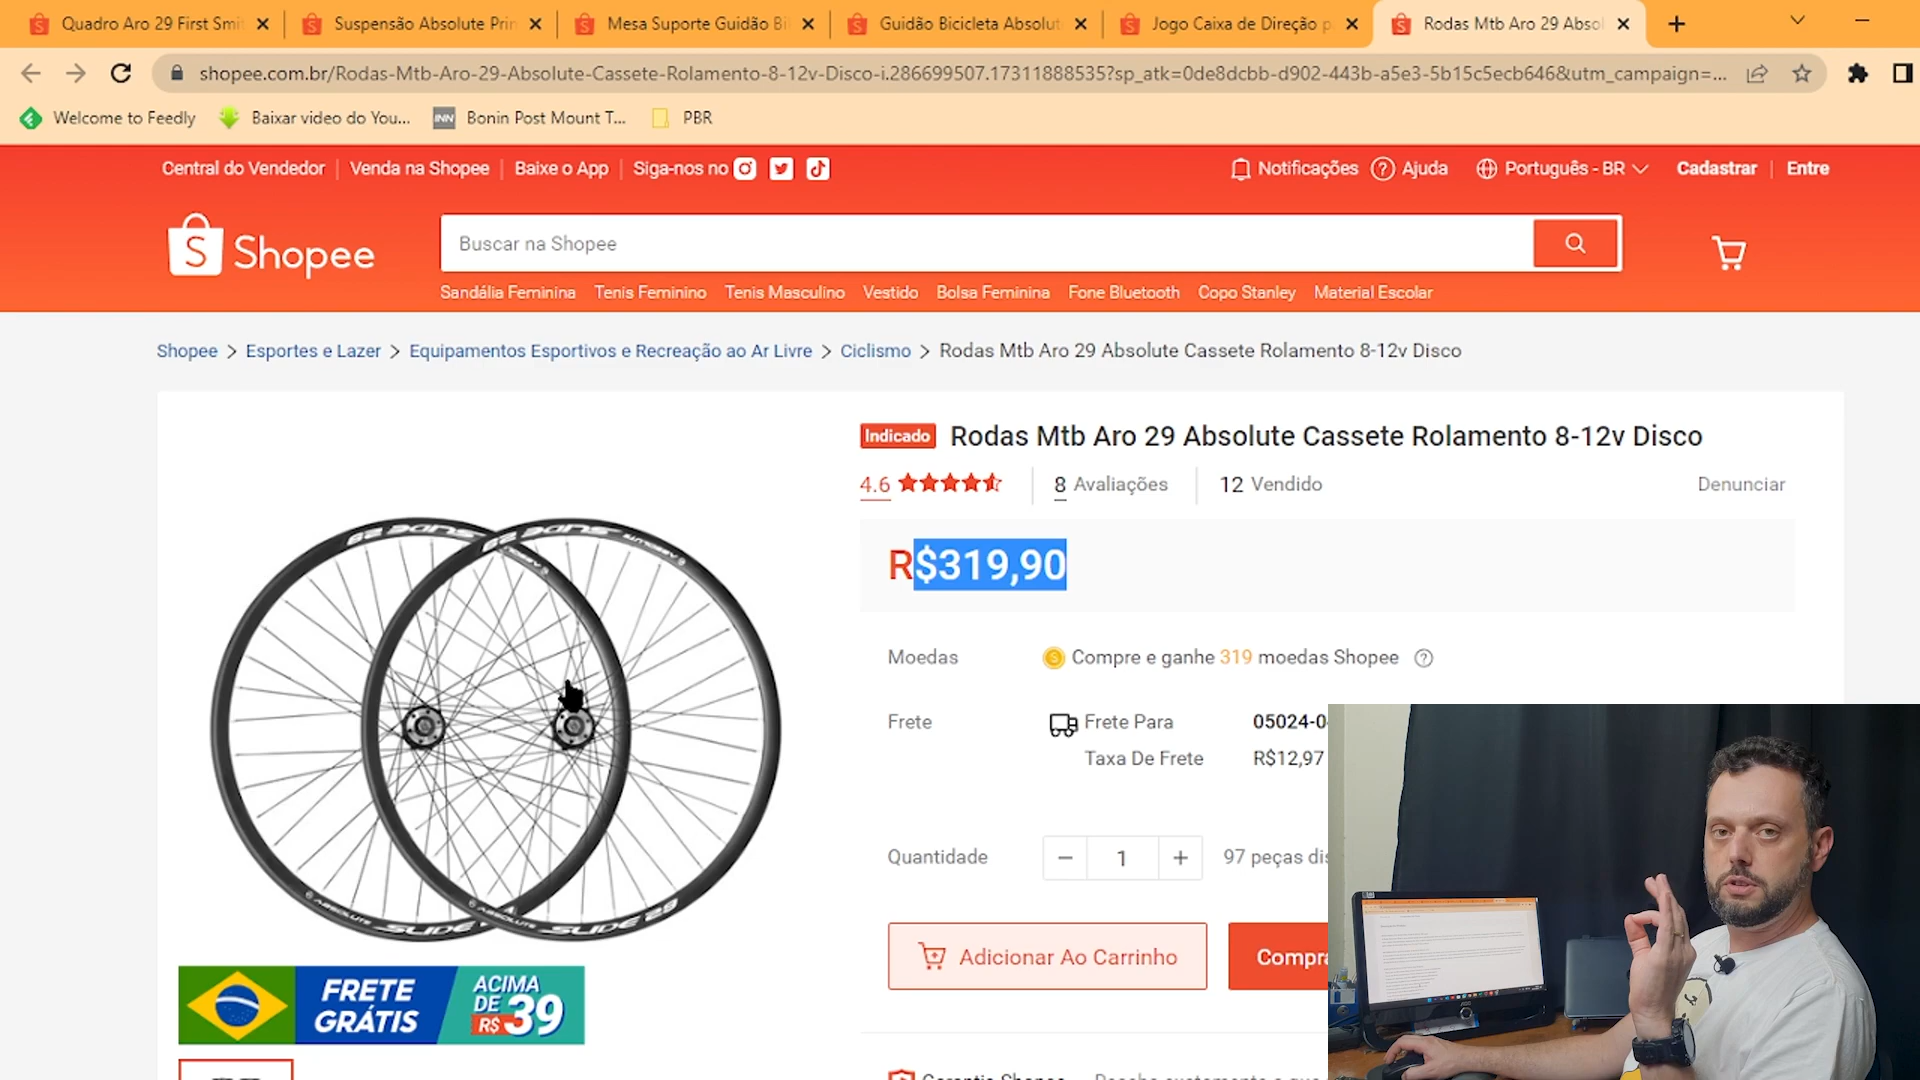 Quadro Aro 29 First Smi
Suspensão Absolute Prin
Mesa Suporte Guidão Bi
Guidão Bicicleta Absolut
Jogo Caixa de Direção p
Rodas Mtb Aro 29 Absol
shopee.com.br/Rodas-Mtb-Aro-29-Absolute-Cassete-Rolamento-8-12v-Disco-i.286699507.17311888535?sp_atk=0de8dcbb-d902-443b-a5e3-5b15c5ecb646&utm_campaign=...
Welcome to Feedly
Baixar video do You...
INN
Bonin Post Mount T...
PBR
Central do Vendedor
Venda na Shopee
Baixe o App
Siga-nos no
Notificações
Ajuda
Português - BR
Cadastrar
Entre
Shopee
Buscar na Shopee
Sandália Feminina Tenis Feminino Tenis Masculino Vestido Bolsa Feminina Fone Bluetooth Copo Stanley Material Escolar
Shopee > Esportes e Lazer > Equipamentos Esportivos e Recreação ao Ar Livre > Ciclismo > Rodas Mtb Aro 29 Absolute Cassete Rolamento 8-12v Disco
Indicado Rodas Mtb Aro 29 Absolute Cassete Rolamento 8-12v Disco
4.6
8 Avaliações
12 Vendido
Denunciar
R$319,90
Moedas
Compre e ganhe 319 moedas Shopee
Frete
Frete Para
05024-0
Taxa De Frete
R$12,97
Quantidade
1
97 peças dis
Adicionar Ao Carrinho
Compra
ABSOLUTE
SLIDE
ABSOLUTE
SLIDE 29
FRETE GRÁTIS
ACIMA DE R$ 39